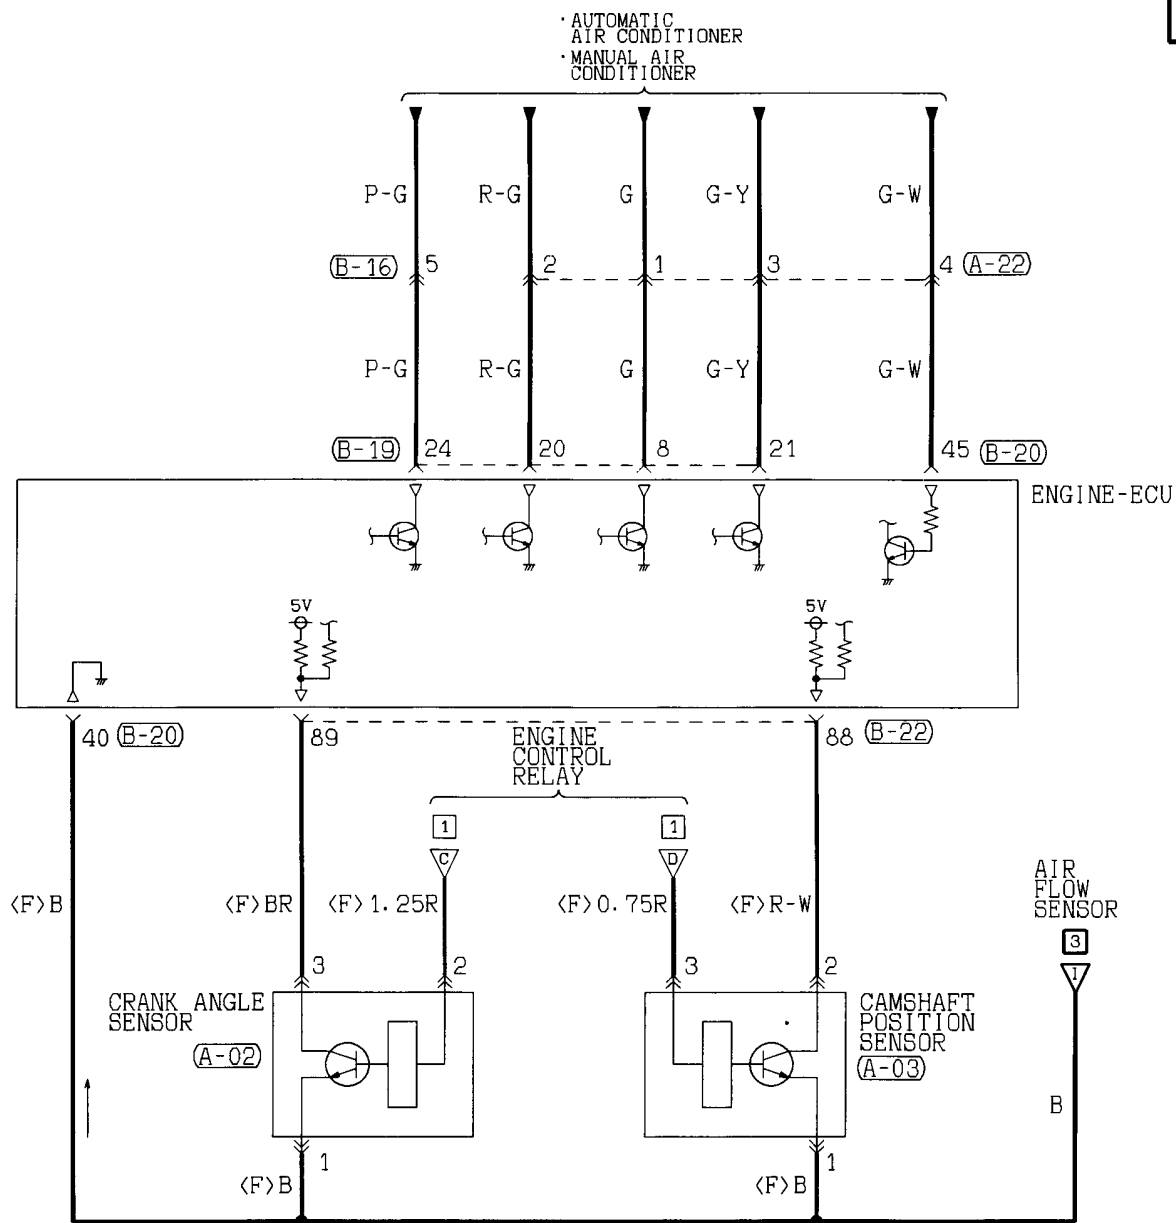 · AUTOMATIC
AIR CONDITIONER
· MANUAL AIR
CONDITIONER
P-G R-G G G-Y G-W
(B-16) 5 2 1 3 4 (A-22)
P-G R-G G G-Y G-W
(B-19) 24 20 8 21 45 (B-20)
ENGINE-ECU
5V 5V
40 (B-20) 89 88 (B-22)
ENGINE
CONTROL
RELAY
1 1
C D
AIR
FLOW
SENSOR
<F>B <F>BR <F>1.25R <F>0.75R <F>R-W
3
I
3 2 3 2
CRANK ANGLE
SENSOR
(A-02)
CAMSHAFT
POSITION
SENSOR
(A-03)
B
1 1
<F>B <F>B